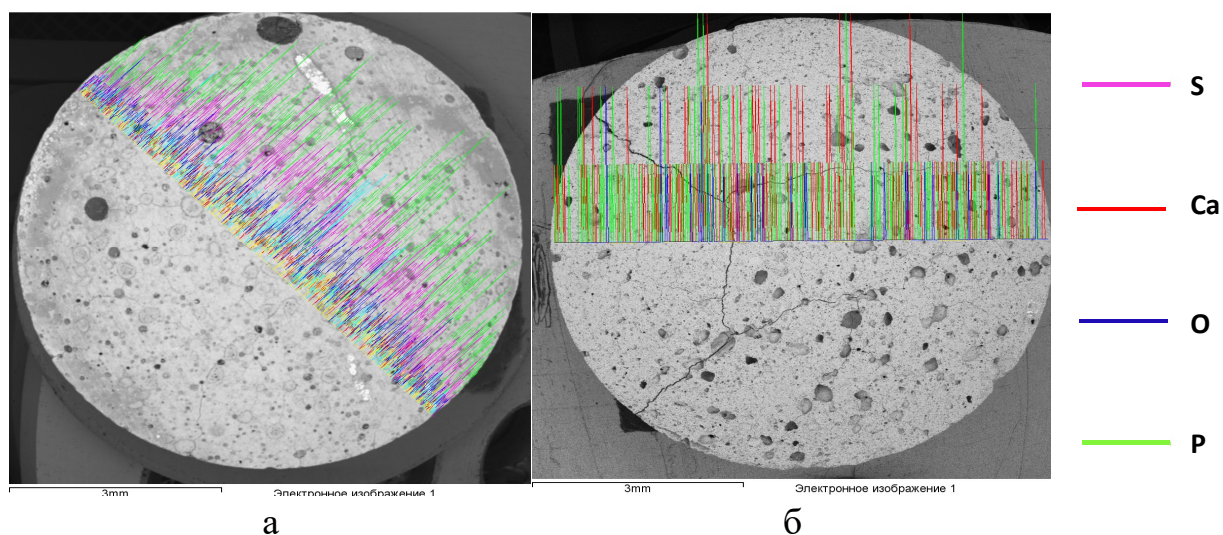 S
Ca
O
P
3mm
Электронное изображение 1
3mm
Электронное изображение 1
а
б